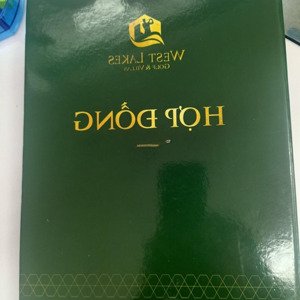 WEST LAKES
GOLF & VILLAS
HỢP ĐỒNG